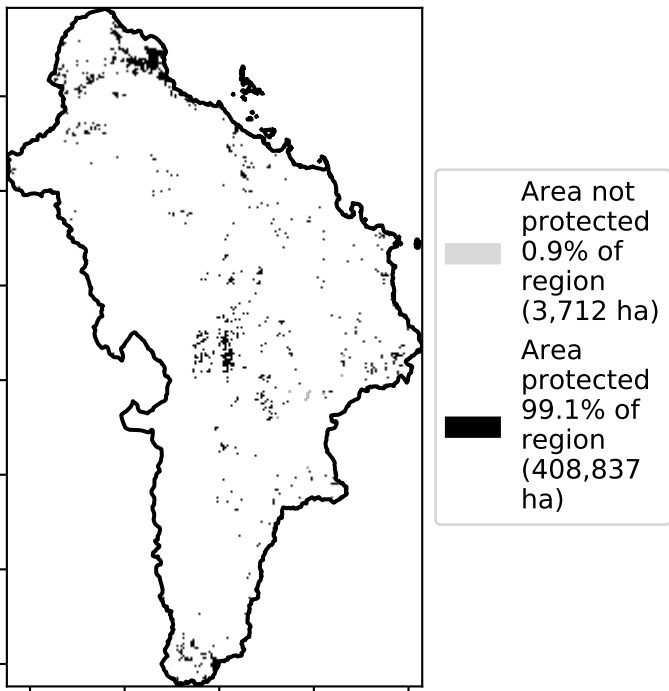 Area not
protected
0.9% of
region
(3,712 ha)
Area
protected
99.1% of
region
(408,837
ha)